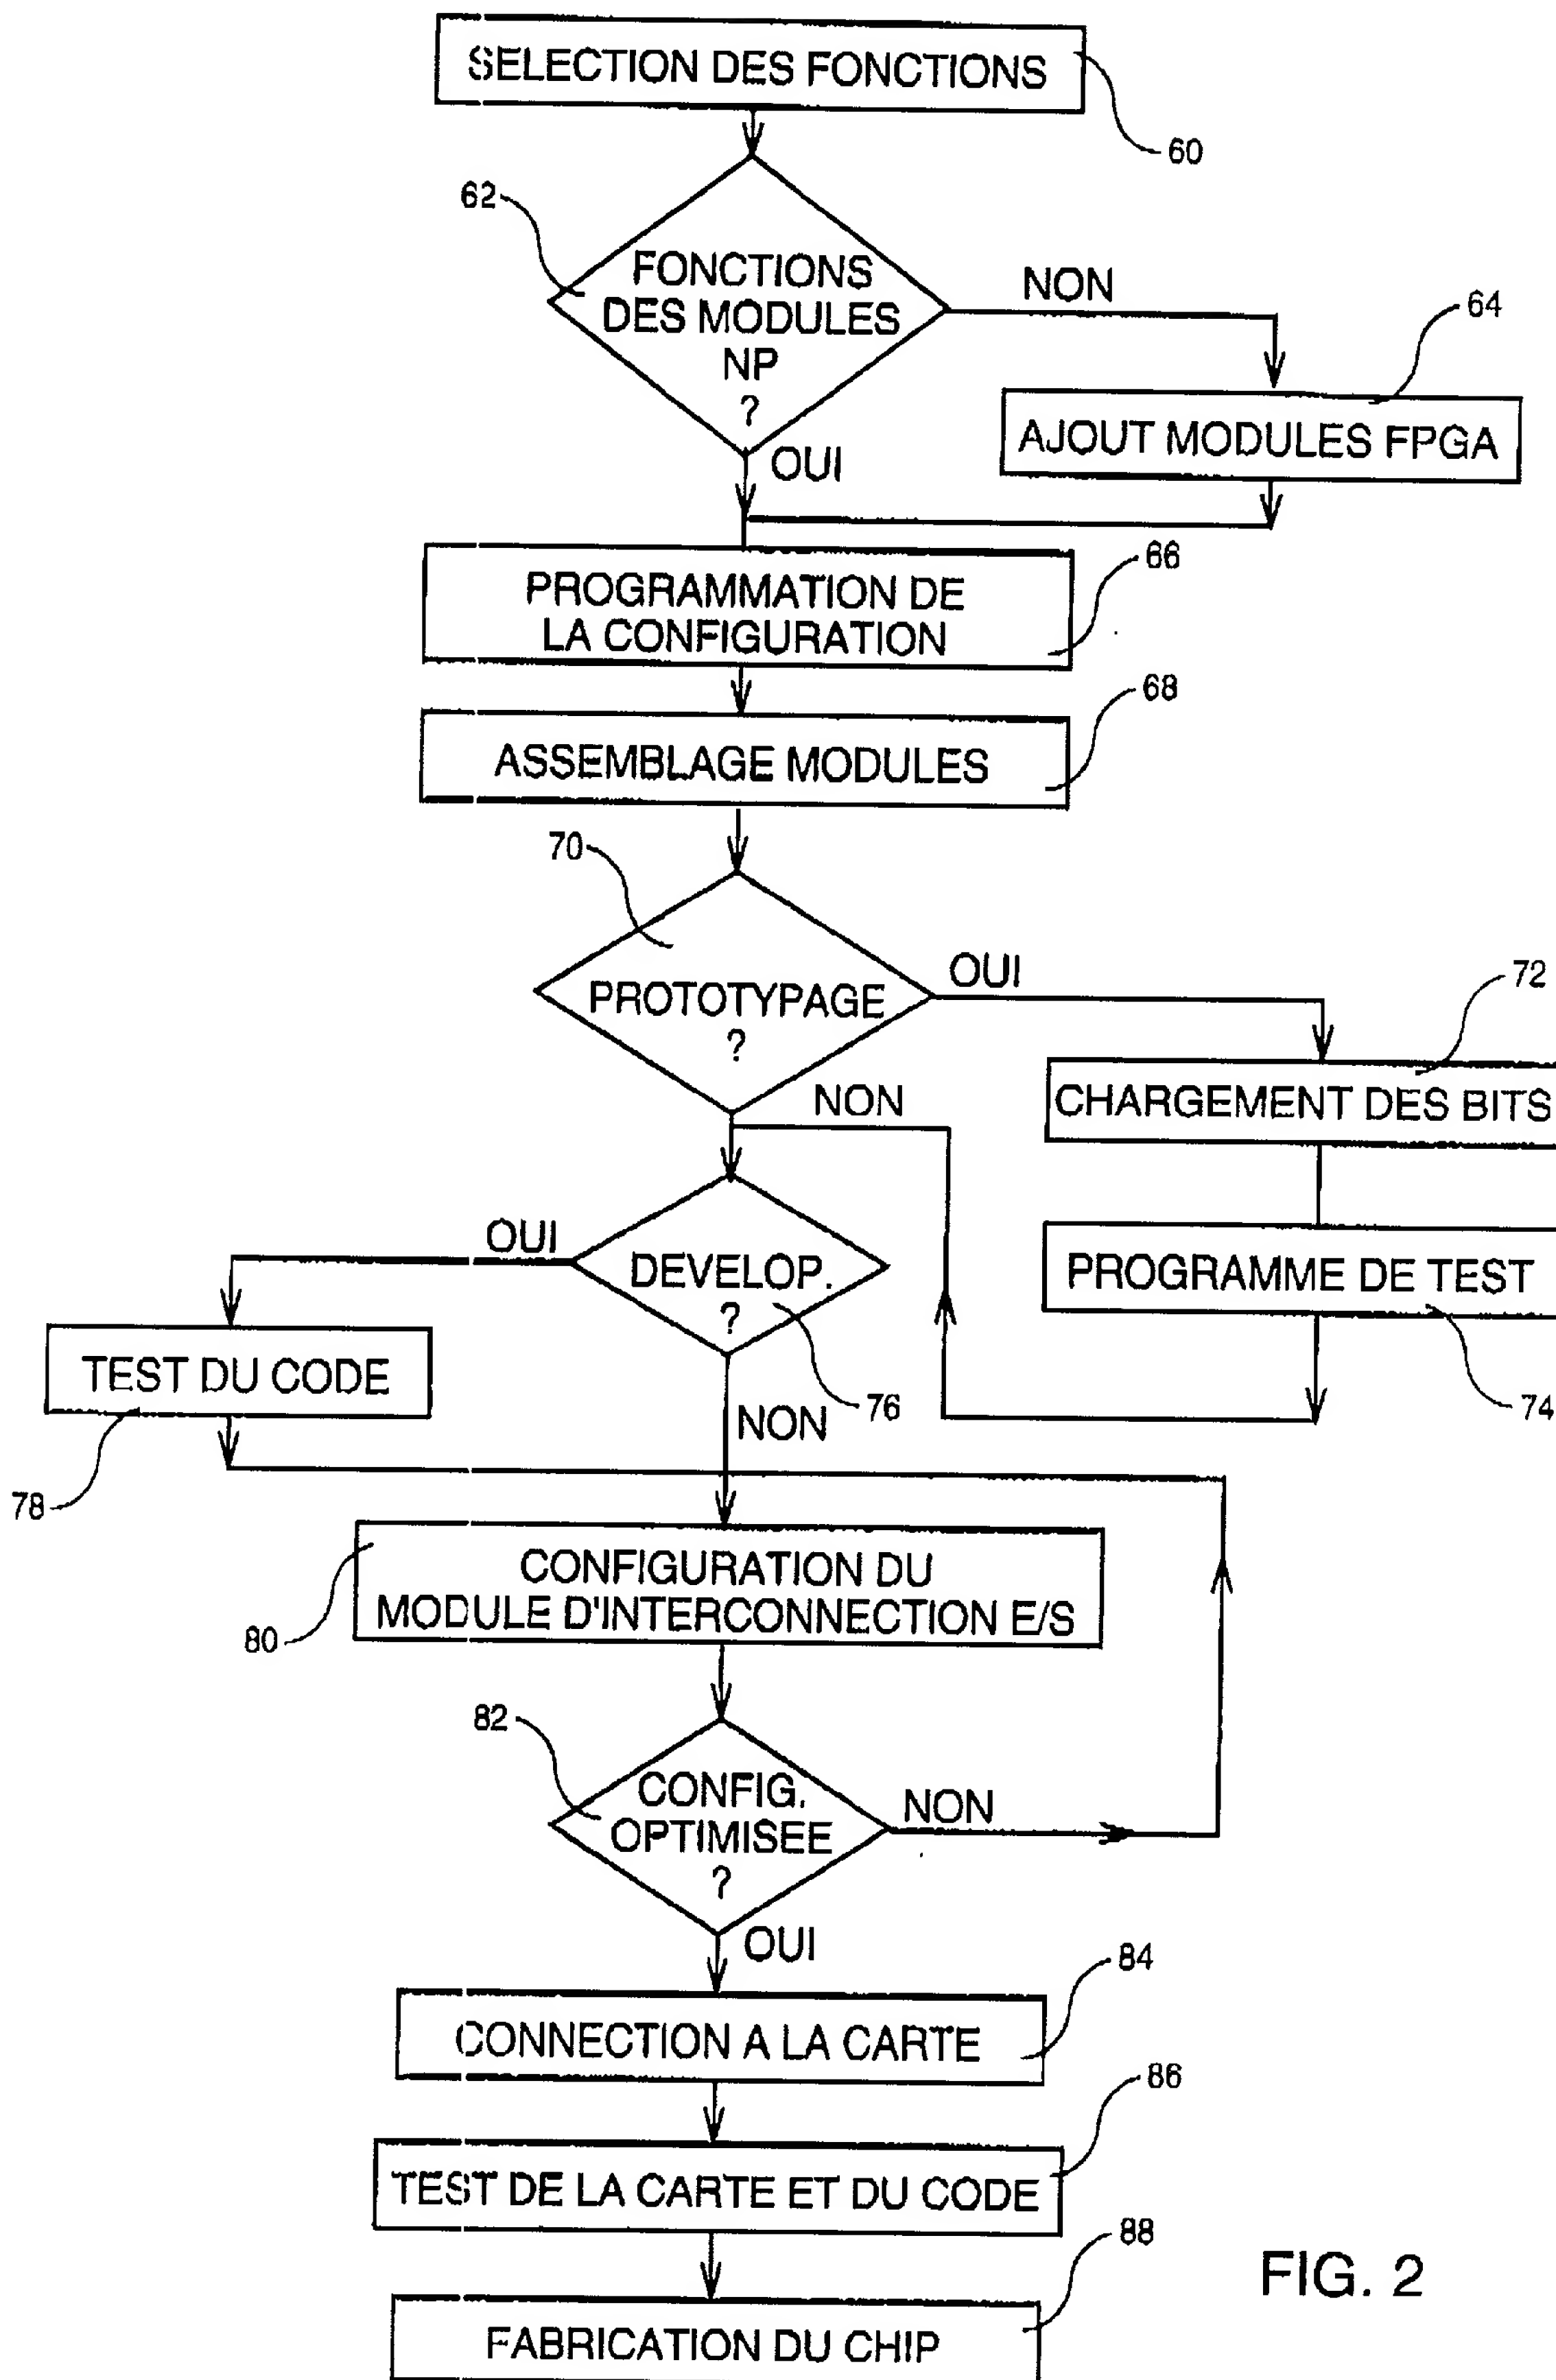 SELECTION DES FONCTIONS
60
62
FONCTIONS
DES MODULES
NP
?
NON
64
AJOUT MODULES FPGA
OUI
66
PROGRAMMATION DE
LA CONFIGURATION
68
ASSEMBLAGE MODULES
70
PROTOTYPAGE
?
OUI
72
CHARGEMENT DES BITS
NON
PROGRAMME DE TEST
74
OUI
DEVELOP.
?
76
TEST DU CODE
78
NON
CONFIGURATION DU
MODULE D'INTERCONNECTION E/S
80
82
CONFIG.
OPTIMISEE
?
NON
OUI
84
CONNECTION A LA CARTE
86
TEST DE LA CARTE ET DU CODE
88
FABRICATION DU CHIP
FIG. 2